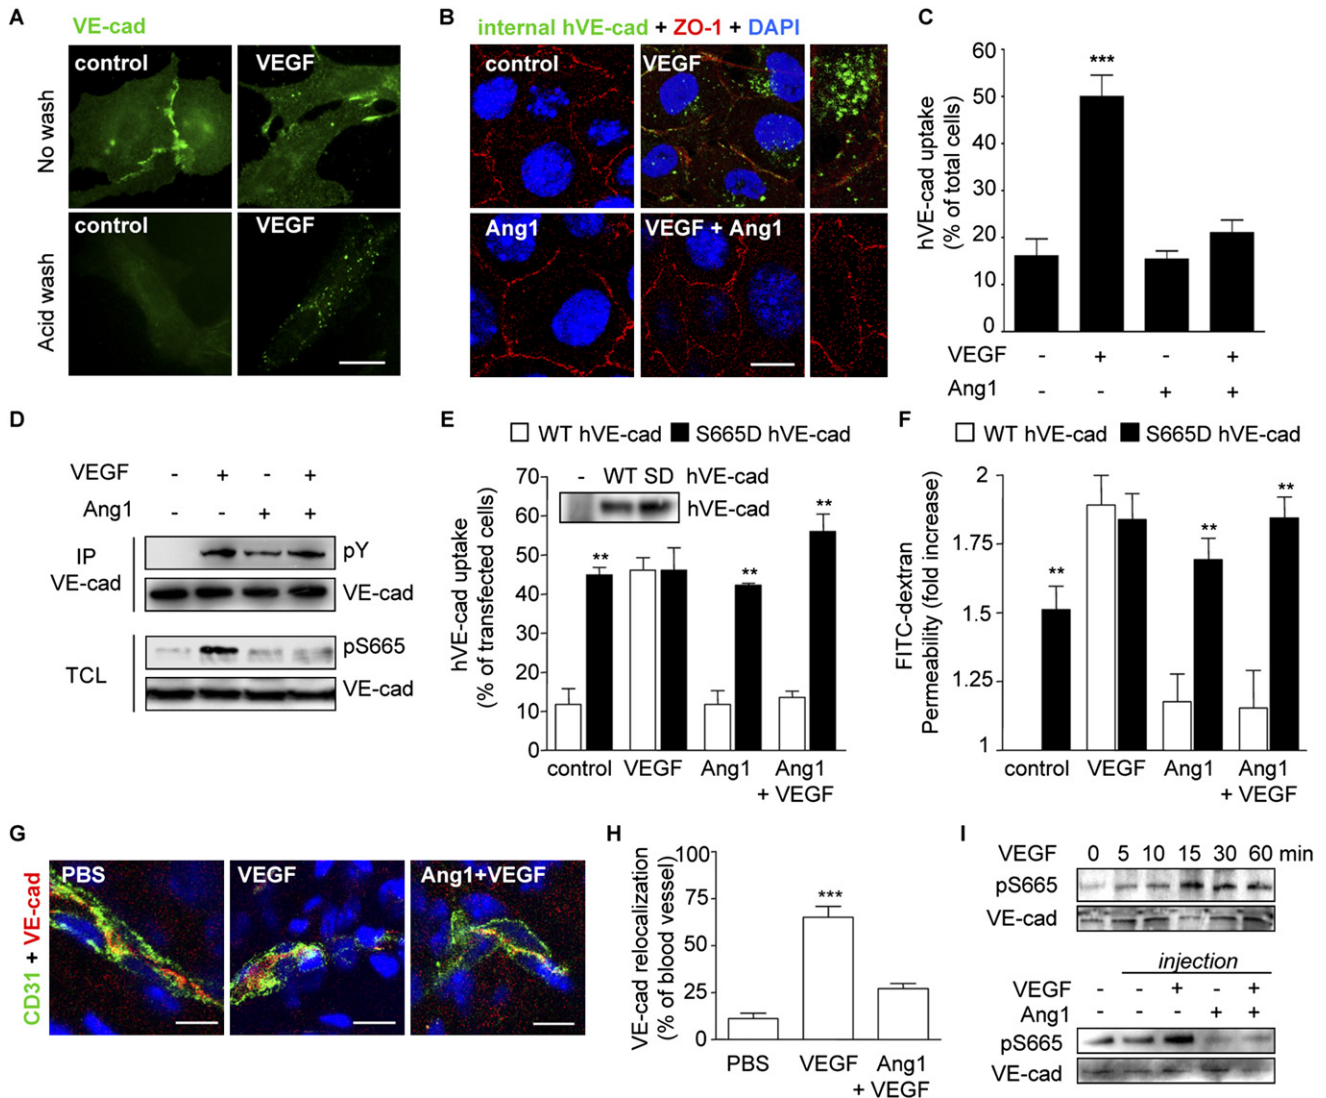 A
VE-cad
No wash
control
VEGF
Acid wash
control
VEGF
B
internal hVE-cad + ZO-1 + DAPI
control
VEGF
Ang1
VEGF + Ang1
C
hVE-cad uptake
(% of total cells)
60
50
40
30
20
10
0
***
VEGF - + - +
Ang1 - - + +
D
VEGF - + - +
Ang1 - - + +
IP
VE-cad
pY
VE-cad
TCL
pS665
VE-cad
E
WT hVE-cad S665D hVE-cad
- WT SD hVE-cad
hVE-cad
hVE-cad uptake
(% of transfected cells)
70
60
50
40
30
20
10
0
**
**
**
control VEGF Ang1 Ang1
+ VEGF
F
WT hVE-cad S665D hVE-cad
FITC-dextran
Permeability (fold increase)
2
1.75
1.5
1.25
1
**
**
**
control VEGF Ang1 Ang1
+ VEGF
G
CD31 + VE-cad
PBS
VEGF
Ang1+VEGF
H
VE-cad relocalization
(% of blood vessel)
100
75
50
25
0
***
PBS VEGF Ang1
+ VEGF
I
VEGF 0 5 10 15 30 60 min
pS665
VE-cad
injection
VEGF - - + - +
Ang1 - - - + +
pS665
VE-cad